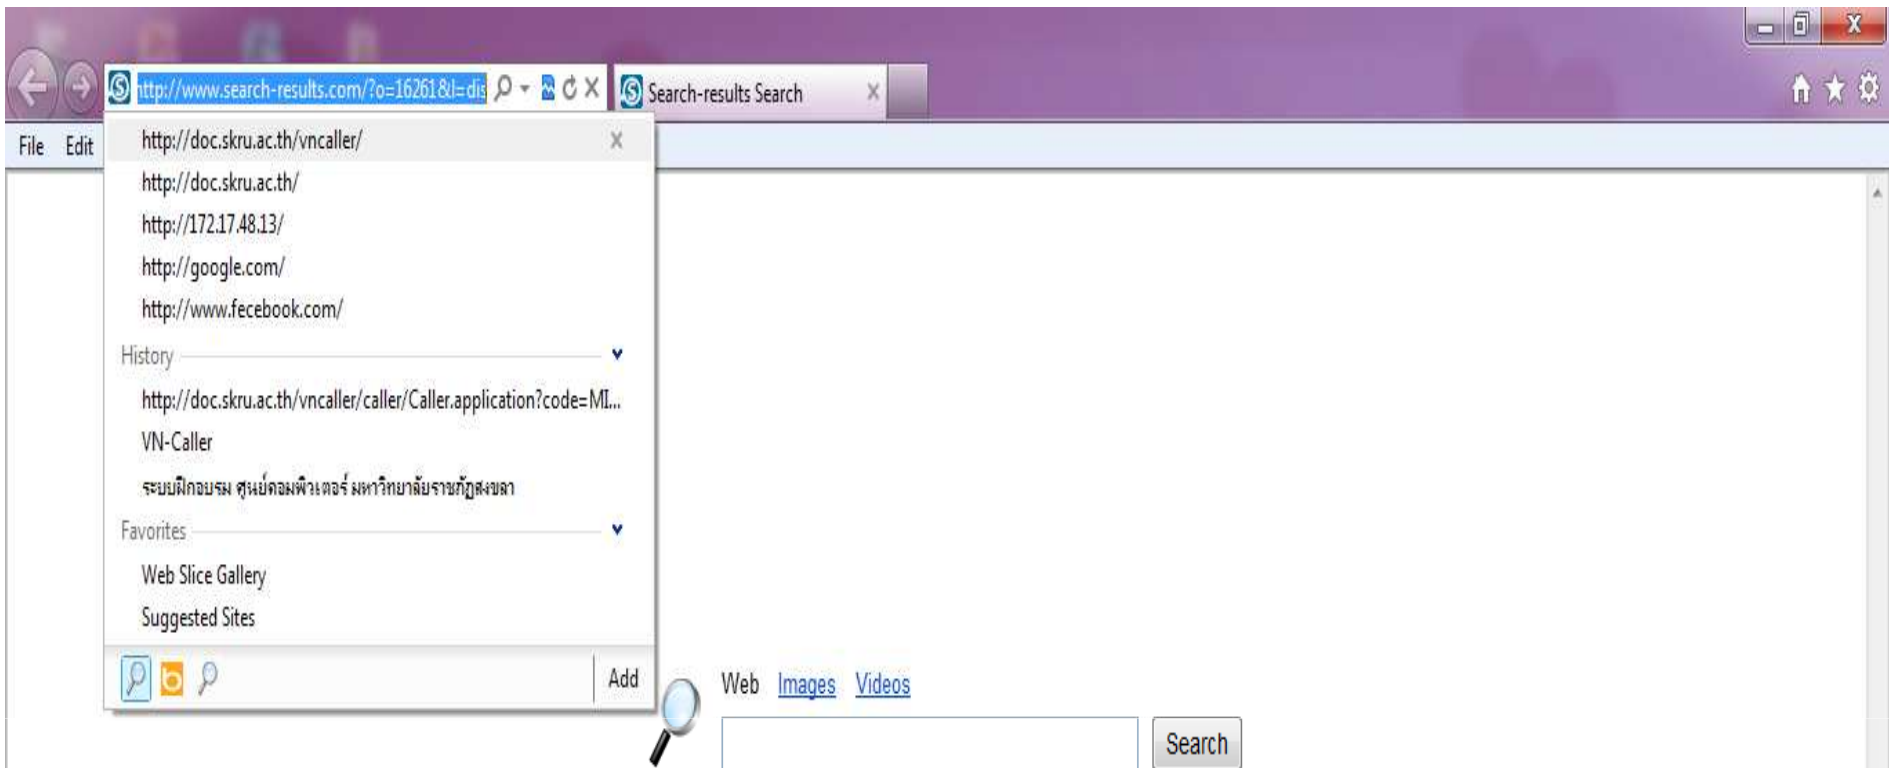 http://www.search-results.com/?o=16261&l=dis
Search-results Search
File Edit
http://doc.skru.ac.th/vncaller/
http://doc.skru.ac.th/
http://172.17.48.13/
http://google.com/
http://www.fecebook.com/
History
http://doc.skru.ac.th/vncaller/caller/Caller.application?code=MI...
VN-Caller
ระบบฝึกอบรม ศูนย์คอมพิวเตอร์ มหาวิทยาลัยราชภัฏสงขลา
Favorites
Web Slice Gallery
Suggested Sites
Add
Web Images Videos
Search